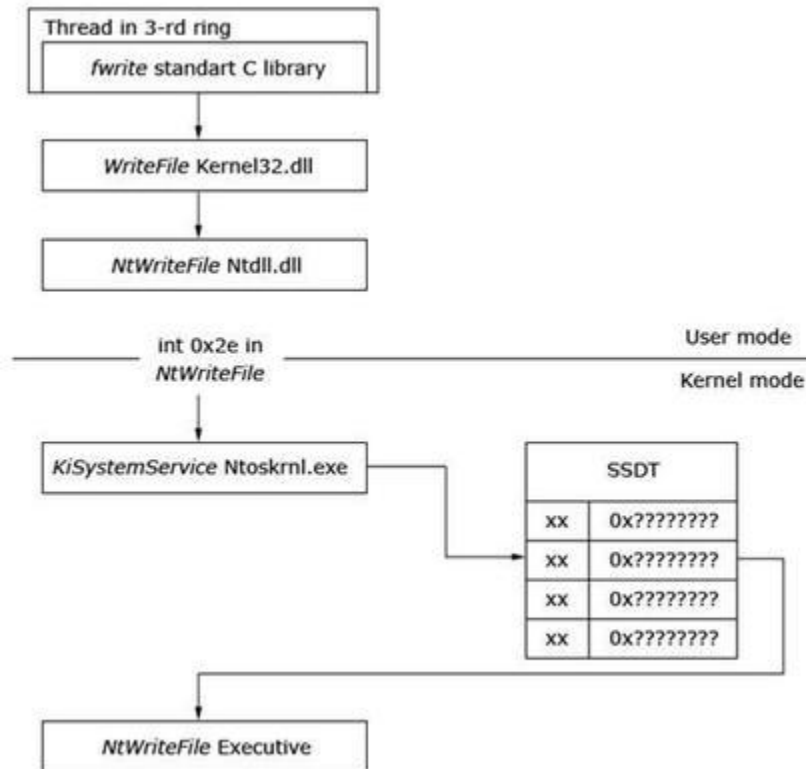 Thread in 3-rd ring
fwrite standart C library
WriteFile Kernel32.dll
NtWriteFile Ntdll.dll
int 0x2e in
NtWriteFile
User mode
Kernel mode
KiSystemService Ntoskrnl.exe
SSDT
xx 0x????????
xx 0x????????
xx 0x????????
xx 0x????????
NtWriteFile Executive